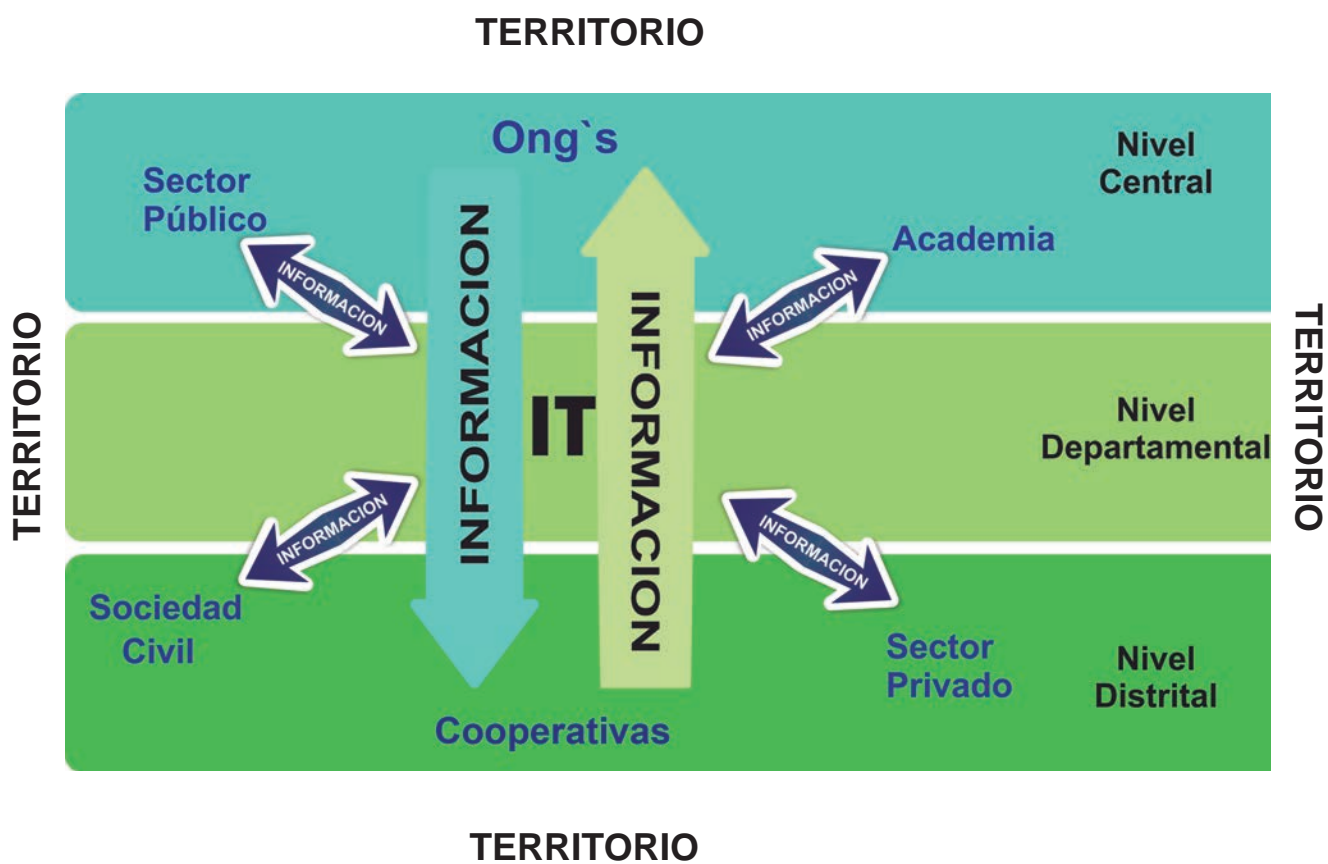 TERRITORIO
Ong`s
Nivel
Central
Sector
Público
Academia
INFORMACION
INFORMACION
INFORMACION
INFORMACION
TERRITORIO
TERRITORIO
IT
Nivel
Departamental
INFORMACION
INFORMACION
Sociedad
Civil
Sector
Privado
Nivel
Distrital
Cooperativas
TERRITORIO